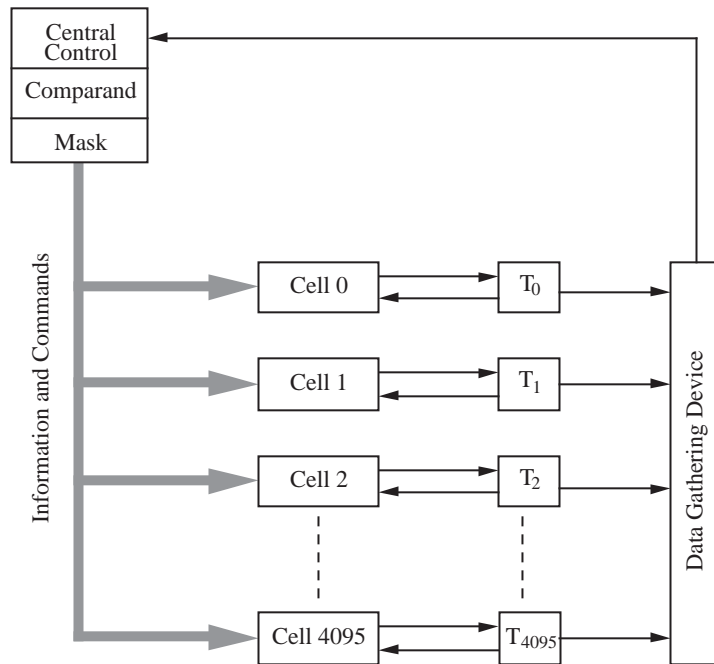 Central
Control
Comparand
Mask
Information and Commands
Cell 0
T0
Cell 1
T1
Cell 2
T2
Cell 4095
T4095
Data Gathering Device